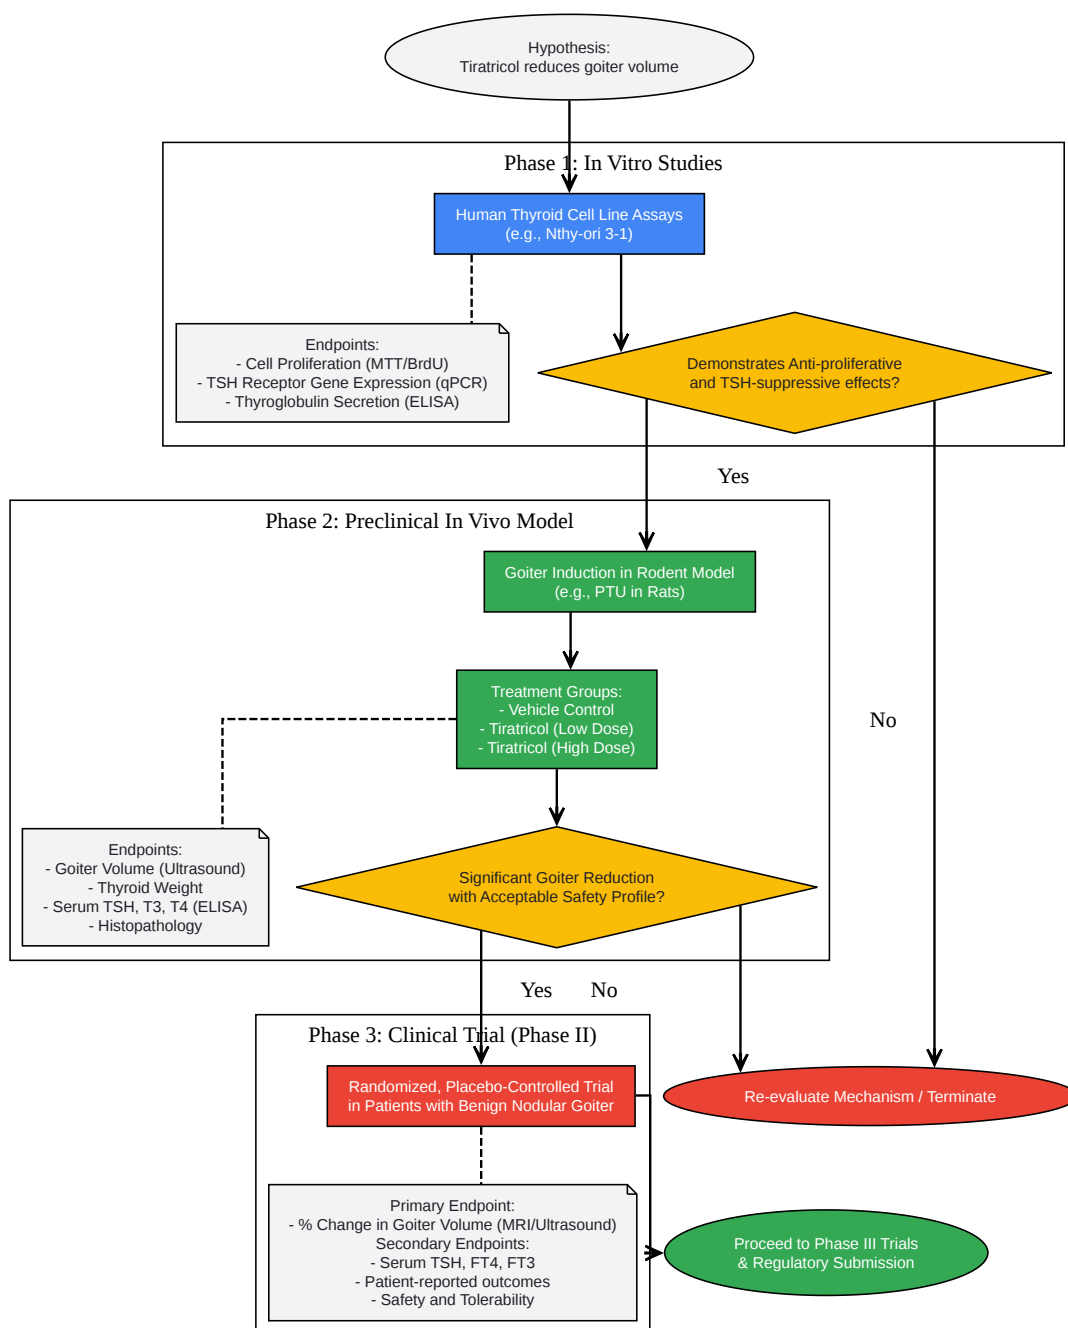 Hypothesis:
Tiratricol reduces goiter volume
Phase 1: In Vitro Studies
Human Thyroid Cell Line Assays
(e.g., Nthy-ori 3-1)
Endpoints:
- Cell Proliferation (MTT/BrdU)
- TSH Receptor Gene Expression (qPCR)
- Thyroglobulin Secretion (ELISA)
Demonstrates Anti-proliferative
and TSH-suppressive effects?
Yes
Phase 2: Preclinical In Vivo Model
Goiter Induction in Rodent Model
(e.g., PTU in Rats)
Treatment Groups:
- Vehicle Control
- Tiratricol (Low Dose)
- Tiratricol (High Dose)
No
Endpoints:
- Goiter Volume (Ultrasound)
- Thyroid Weight
- Serum TSH, T3, T4 (ELISA)
- Histopathology
Significant Goiter Reduction
with Acceptable Safety Profile?
Yes
No
Phase 3: Clinical Trial (Phase II)
Randomized, Placebo-Controlled Trial
in Patients with Benign Nodular Goiter
Re-evaluate Mechanism / Terminate
Primary Endpoint:
- % Change in Goiter Volume (MRI/Ultrasound)
Secondary Endpoints:
- Serum TSH, FT4, FT3
- Patient-reported outcomes
- Safety and Tolerability
Proceed to Phase III Trials
& Regulatory Submission